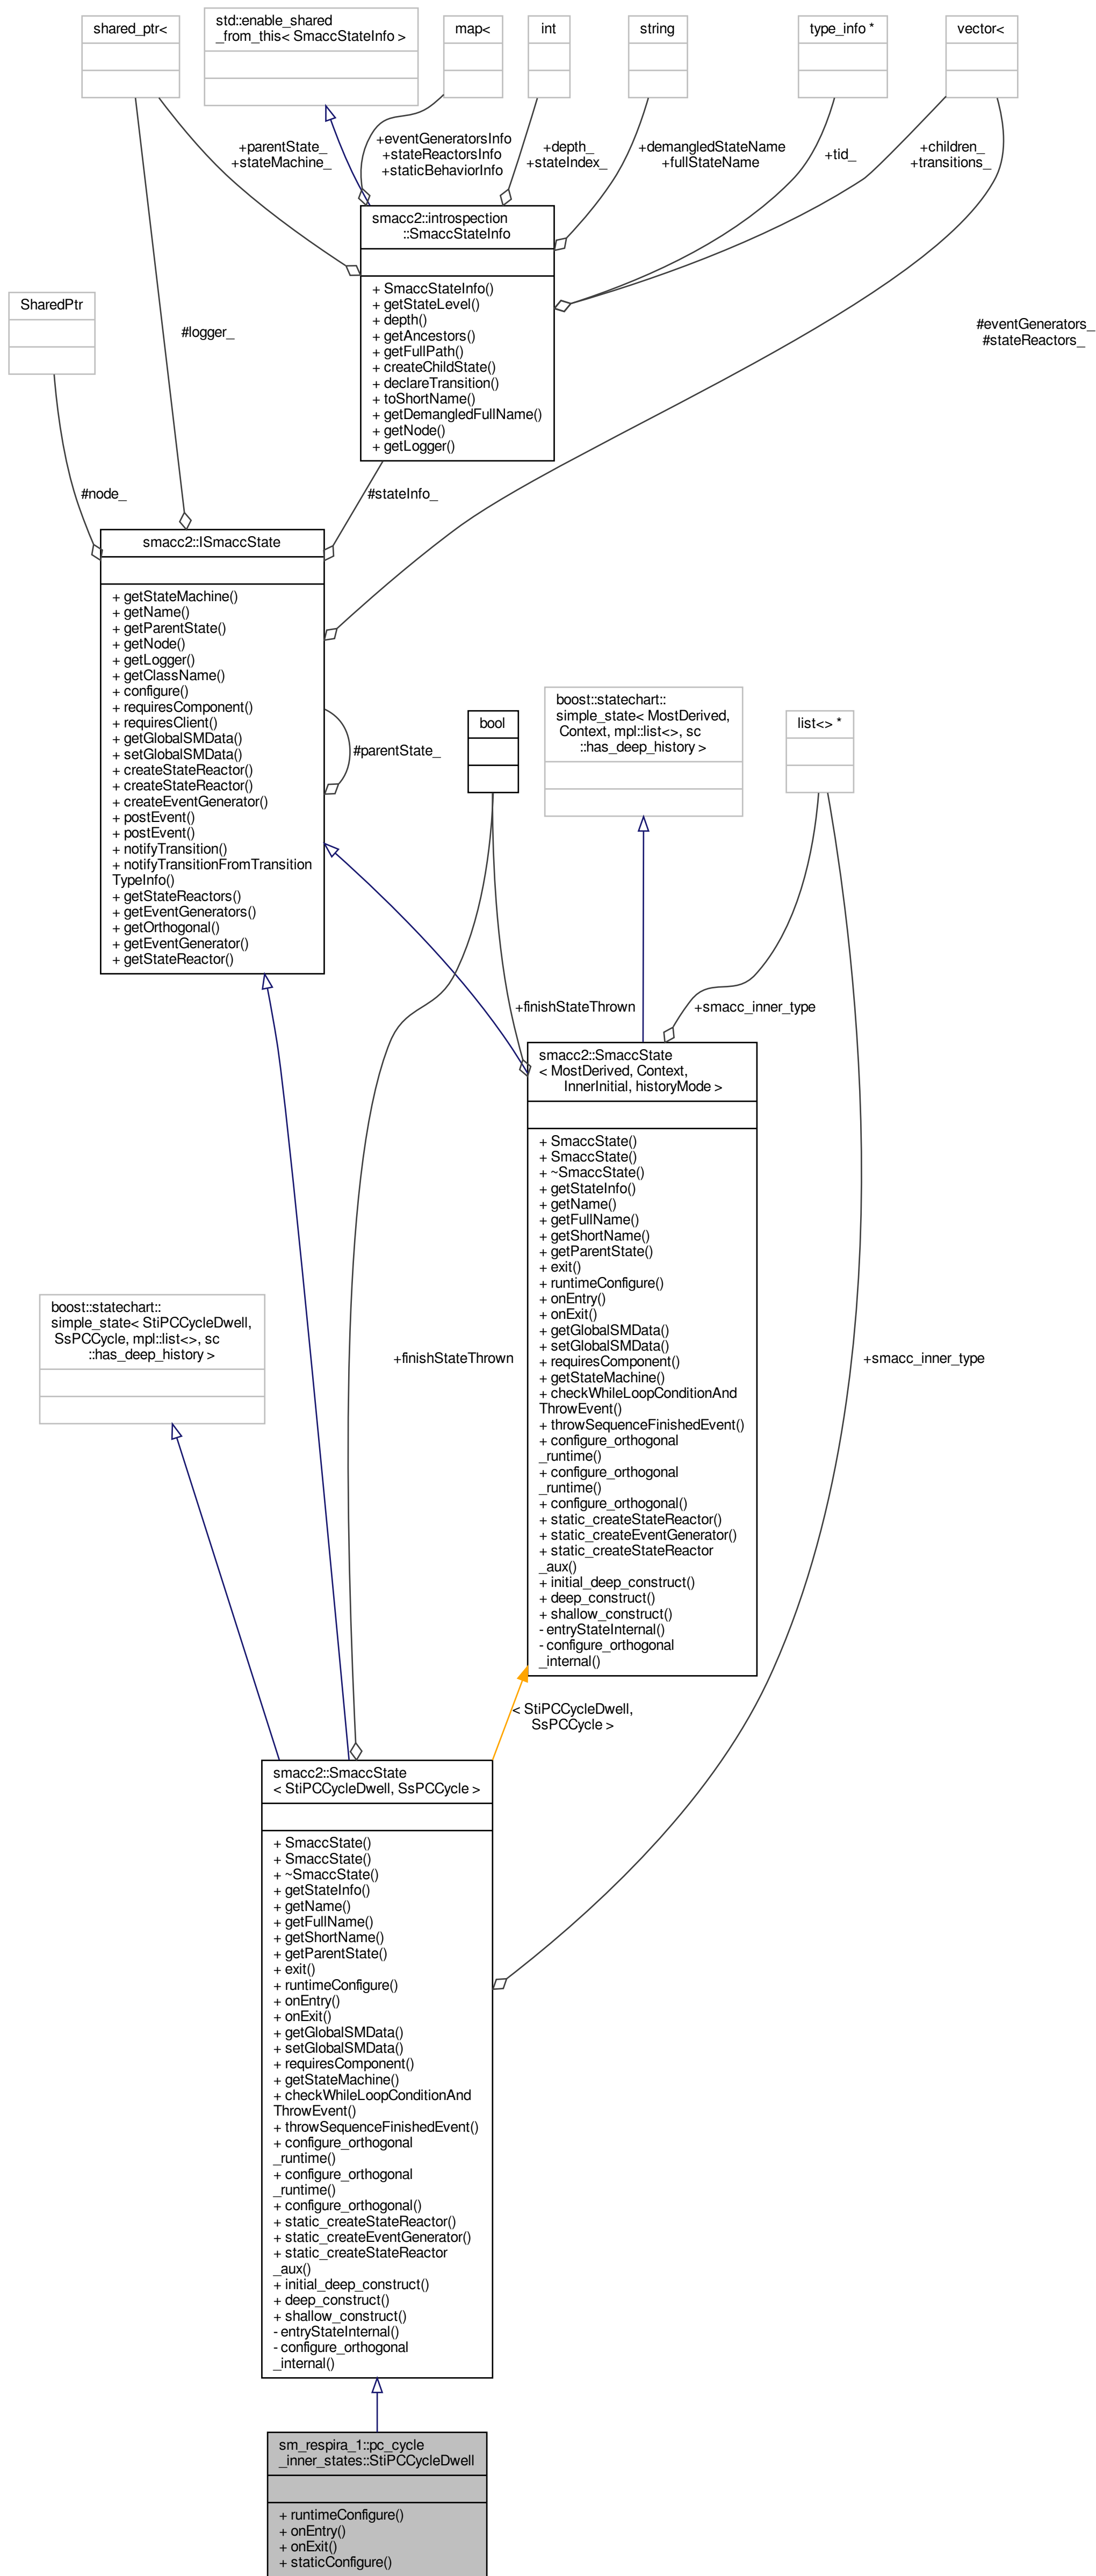 shared_ptr<
std::enable_shared
_from_this< SmaccStateInfo >
map<
int
string
type_info *
vector<
+parentState_
+stateMachine_
+eventGeneratorsInfo
+stateReactorsInfo
+staticBehaviorInfo
+depth_
+stateIndex_
+demangledStateName
+fullStateName
+tid_
+children_
+transitions_
smacc2::introspection
::SmaccStateInfo
+ SmaccStateInfo()
+ getStateLevel()
+ depth()
+ getAncestors()
+ getFullPath()
+ createChildState()
+ declareTransition()
+ toShortName()
+ getDemangledFullName()
+ getNode()
+ getLogger()
SharedPtr
#logger_
#eventGenerators_
#stateReactors_
#node_
#stateInfo_
smacc2::ISmaccState
+ getStateMachine()
+ getName()
+ getParentState()
+ getNode()
+ getLogger()
+ getClassName()
+ configure()
+ requiresComponent()
+ requiresClient()
+ getGlobalSMData()
+ setGlobalSMData()
+ createStateReactor()
+ createStateReactor()
+ createEventGenerator()
+ postEvent()
+ postEvent()
+ notifyTransition()
+ notifyTransitionFromTransition
TypeInfo()
+ getStateReactors()
+ getEventGenerators()
+ getOrthogonal()
+ getEventGenerator()
+ getStateReactor()
#parentState_
bool
boost::statechart::
simple_state< MostDerived,
Context, mpl::list<>, sc
::has_deep_history >
list<> *
+finishStateThrown
+smacc_inner_type
smacc2::SmaccState
< MostDerived, Context,
InnerInitial, historyMode >
+ SmaccState()
+ SmaccState()
+ ~SmaccState()
+ getStateInfo()
+ getName()
+ getFullName()
+ getShortName()
+ getParentState()
+ exit()
+ runtimeConfigure()
+ onEntry()
+ onExit()
+ getGlobalSMData()
+ setGlobalSMData()
+ requiresComponent()
+ getStateMachine()
+ checkWhileLoopConditionAnd
ThrowEvent()
+ throwSequenceFinishedEvent()
+ configure_orthogonal
_runtime()
+ configure_orthogonal
_runtime()
+ configure_orthogonal()
+ static_createStateReactor()
+ static_createEventGenerator()
+ static_createStateReactor
_aux()
+ initial_deep_construct()
+ deep_construct()
+ shallow_construct()
- entryStateInternal()
- configure_orthogonal
_internal()
boost::statechart::
simple_state< StiPCCycleDwell,
SsPCCycle, mpl::list<>, sc
::has_deep_history >
+finishStateThrown
+smacc_inner_type
< StiPCCycleDwell,
SsPCCycle >
smacc2::SmaccState
< StiPCCycleDwell, SsPCCycle >
+ SmaccState()
+ SmaccState()
+ ~SmaccState()
+ getStateInfo()
+ getName()
+ getFullName()
+ getShortName()
+ getParentState()
+ exit()
+ runtimeConfigure()
+ onEntry()
+ onExit()
+ getGlobalSMData()
+ setGlobalSMData()
+ requiresComponent()
+ getStateMachine()
+ checkWhileLoopConditionAnd
ThrowEvent()
+ throwSequenceFinishedEvent()
+ configure_orthogonal
_runtime()
+ configure_orthogonal
_runtime()
+ configure_orthogonal()
+ static_createStateReactor()
+ static_createEventGenerator()
+ static_createStateReactor
_aux()
+ initial_deep_construct()
+ deep_construct()
+ shallow_construct()
- entryStateInternal()
- configure_orthogonal
_internal()
sm_respira_1::pc_cycle
_inner_states::StiPCCycleDwell
+ runtimeConfigure()
+ onEntry()
+ onExit()
+ staticConfigure()